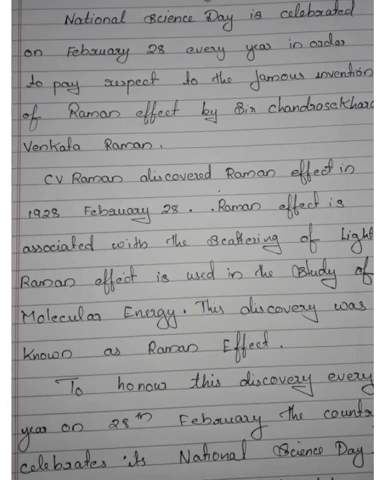 National Science Day is celebrated
on February 28 every year in order
to pay respect to the famous invention
of Raman effect by Sir chandrasekhara
Venkata Raman.
CV Raman discovered Raman effect in
1928 February 28. Raman effect is
associated with the Scattering of Light
Raman effect is used in the Study of
Molecular Energy. This discovery was
Known as Raman Effect.
To honour this discovery every
year on 28th February the countr
celebrates its National Science Day